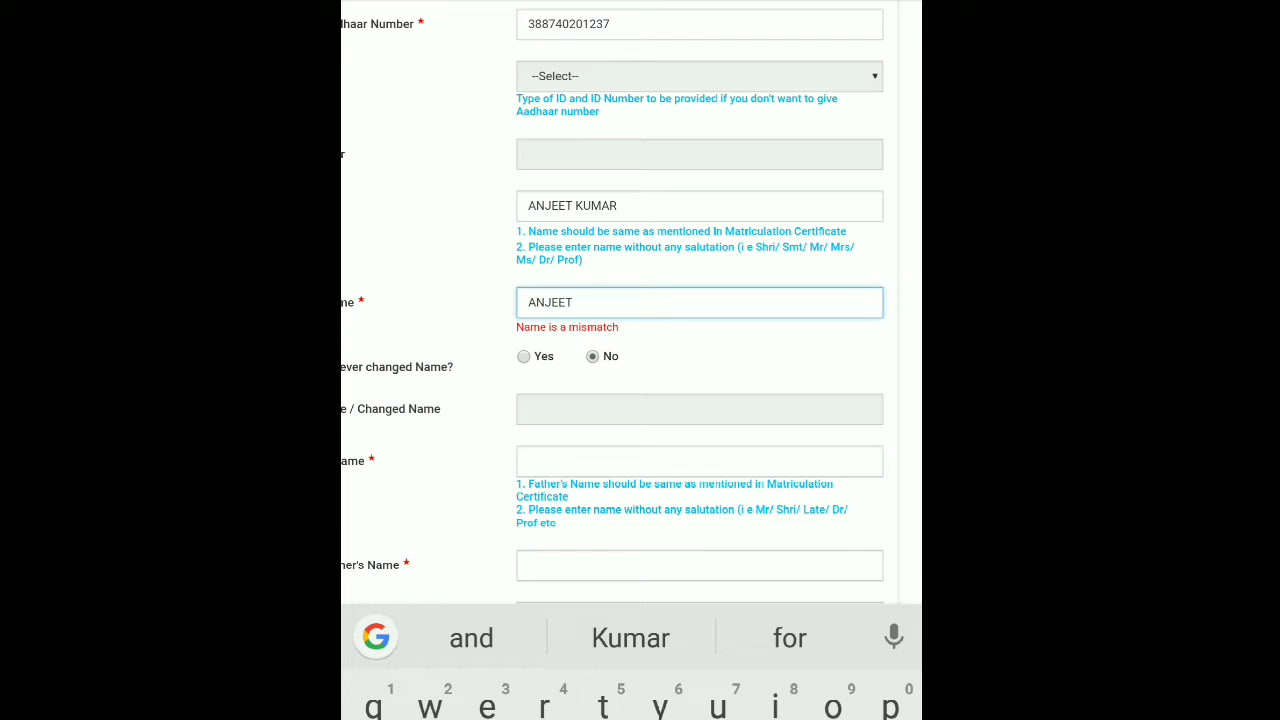 dhaar Number *
388740201237
--Select--
Type of ID and ID Number to be provided if you don't want to give
Aadhaar number
r
ANJEET KUMAR
1. Name should be same as mentioned In Matriculation Certificate
2. Please enter name without any salutation (i e Shri/ Smt/ Mr/ Mrs/
Ms/ Dr/ Prof)
me *
ANJEET
Name is a mismatch
Yes
No
ever changed Name?
e / Changed Name
ame *
1. Father's Name should be same as mentioned in Matriculation
Certificate
2. Please enter name without any salutation (i e Mr/ Shri/ Late/ Dr/
Prof etc
her's Name *
G and Kumar for
1 2 3 4 5 6 7 8 9 0
q w e r t y u i o p